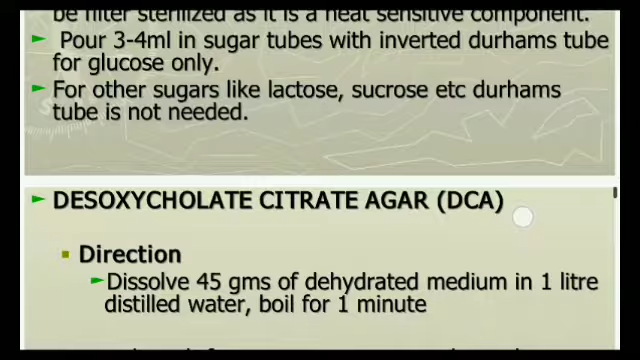 be filter sterilized as it is a heat sensitive component.
Pour 3-4ml in sugar tubes with inverted durhams tube
for glucose only.
For other sugars like lactose, sucrose etc durhams
tube is not needed.
DESOXYCHOLATE CITRATE AGAR (DCA)
Direction
Dissolve 45 gms of dehydrated medium in 1 litre
distilled water, boil for 1 minute